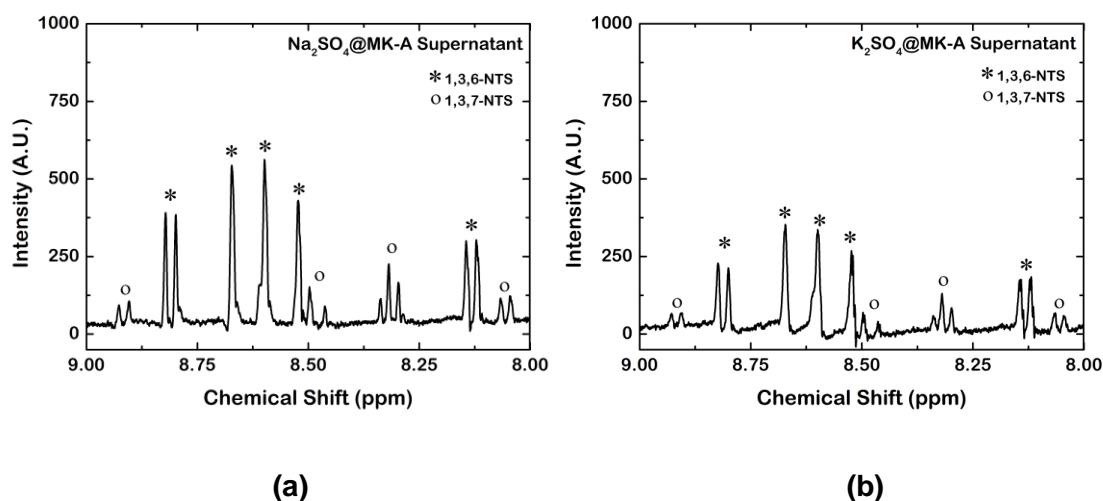 1000
750
500
250
0
Intensity (A.U.)
Na₂SO₄@MK-A Supernatant
* 1,3,6-NTS
o 1,3,7-NTS
* * * * *
o o o o
9.00 8.75 8.50 8.25 8.00
Chemical Shift (ppm)
(a)
1000
750
500
250
0
Intensity (A.U.)
K₂SO₄@MK-A Supernatant
* 1,3,6-NTS
o 1,3,7-NTS
* * * * *
o o o o
9.00 8.75 8.50 8.25 8.00
Chemical Shift (ppm)
(b)